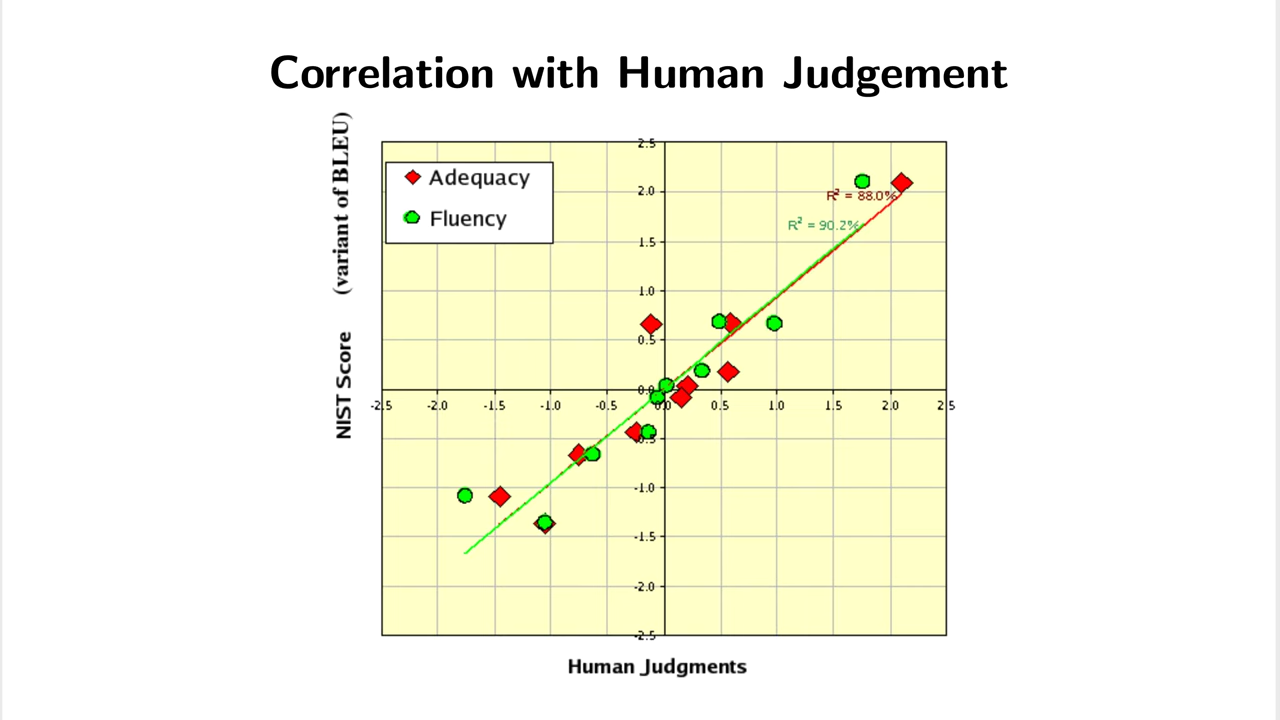 Correlation with Human Judgement
NIST Score (variant of BLEU)
Adequacy
Fluency
R² = 88.0%
R² = 90.2%
2.5
2.0
1.5
1.0
0.5
0.0
-2.5 -2.0 -1.5 -1.0 -0.5 0.0 0.5 1.0 1.5 2.0 2.5
-0.5
-1.0
-1.5
-2.0
-2.5
Human Judgments